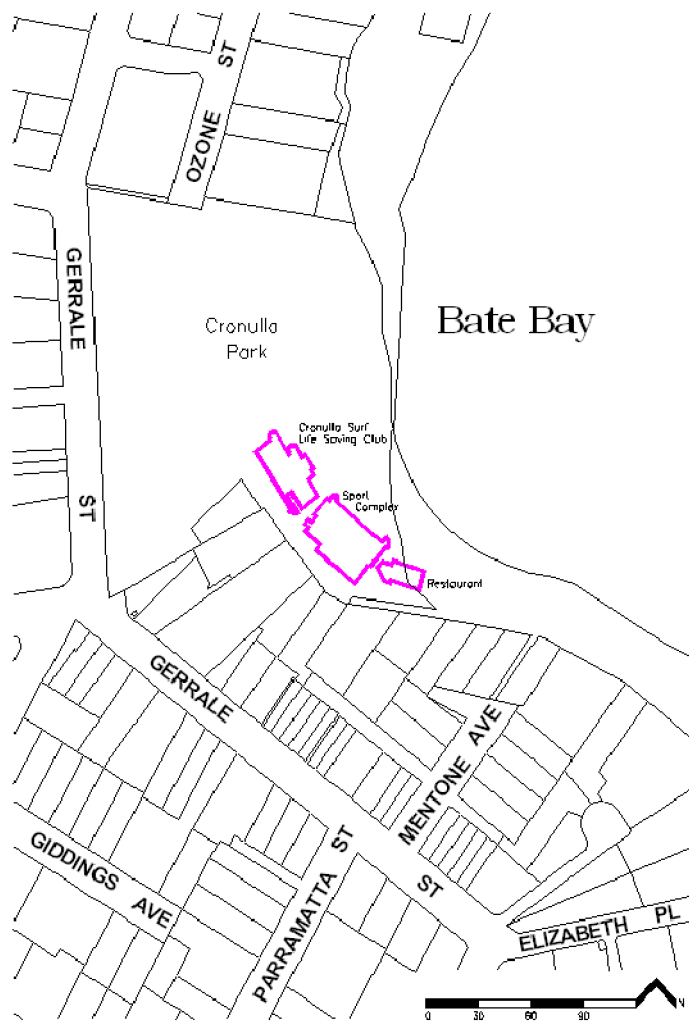 OZONE ST
GERRALE
ST
Cronulla
Park
Bate Bay
Cronulla Surf
Life Saving Club
Sport
Complex
Restaurant
GERRALE
ST
MENTONE AVE
GIDDINGS AVE
PARRAMATTA ST
ELIZABETH PL
0 30 60 90
N